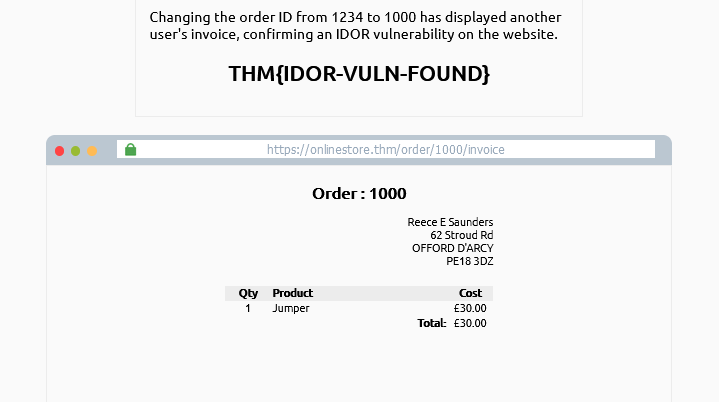 Changing the order ID from 1234 to 1000 has displayed another
user's invoice, confirming an IDOR vulnerability on the website.
THM{IDOR-VULN-FOUND}
https://onlinestore.thm/order/1000/invoice
Order : 1000
Reece E Saunders
62 Stroud Rd
OFFORD D'ARCY
PE18 3DZ
Qty Product Cost
1 Jumper £30.00
Total: £30.00